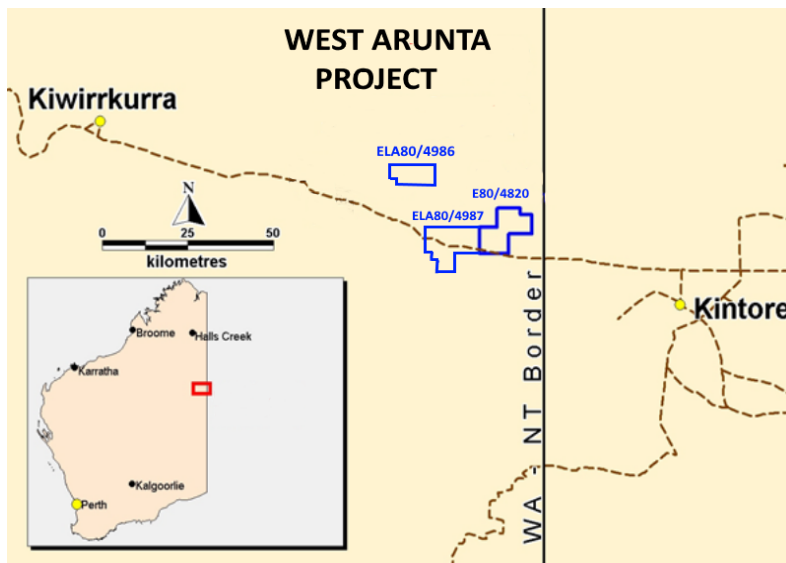 WEST ARUNTA
PROJECT
Kiwirrkurra
ELA80/4986
E80/4820
ELA80/4987
N
0 25 50
kilometres
Kintore
WA - NT Border
Broome
Halls Creek
Karratha
Kalgoorlie
Perth